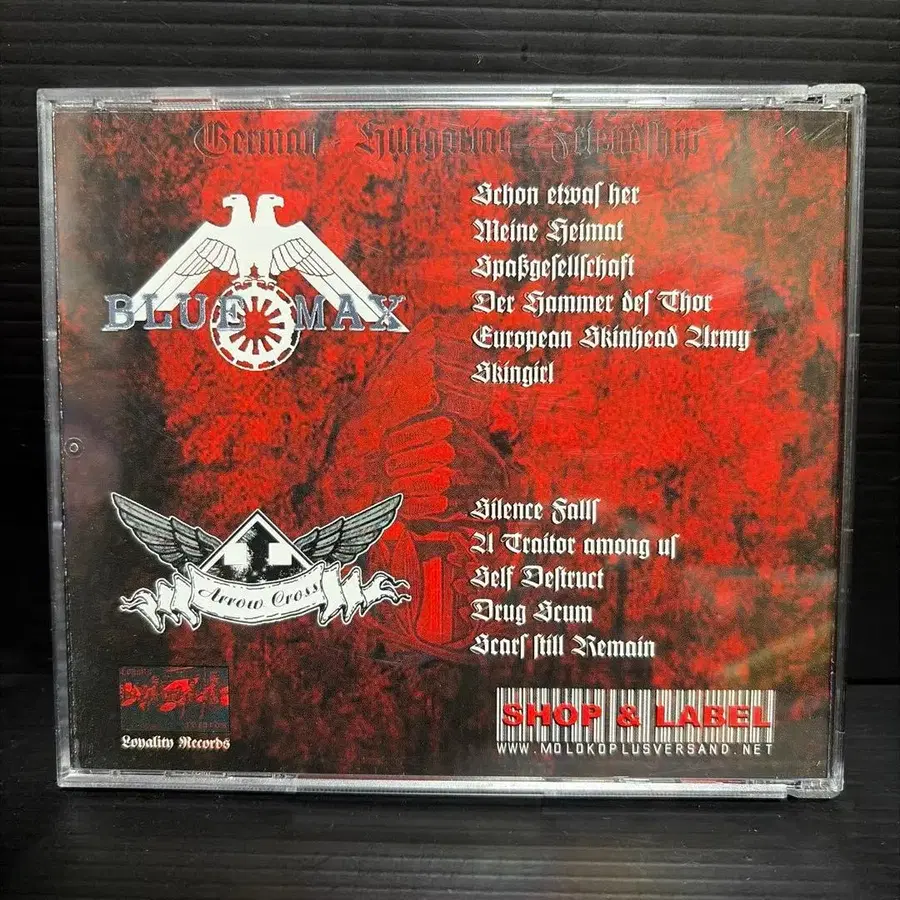 German Hungarian Friendship
BLUE MAX
Schon etwaſ her
Meine Heimat
Spaßgeſellſchaft
Der Hammer deſ Thor
European Skinhead Army
Skingirl
Arrow Cross
Silence Fallſ
A Traitor among uſ
Self Deſtruct
Drug Scum
Scarſ ſtill Remain
Loyality Records
SHOP & LABEL
WWW.MOLOKOPLUSVERSAND.NET